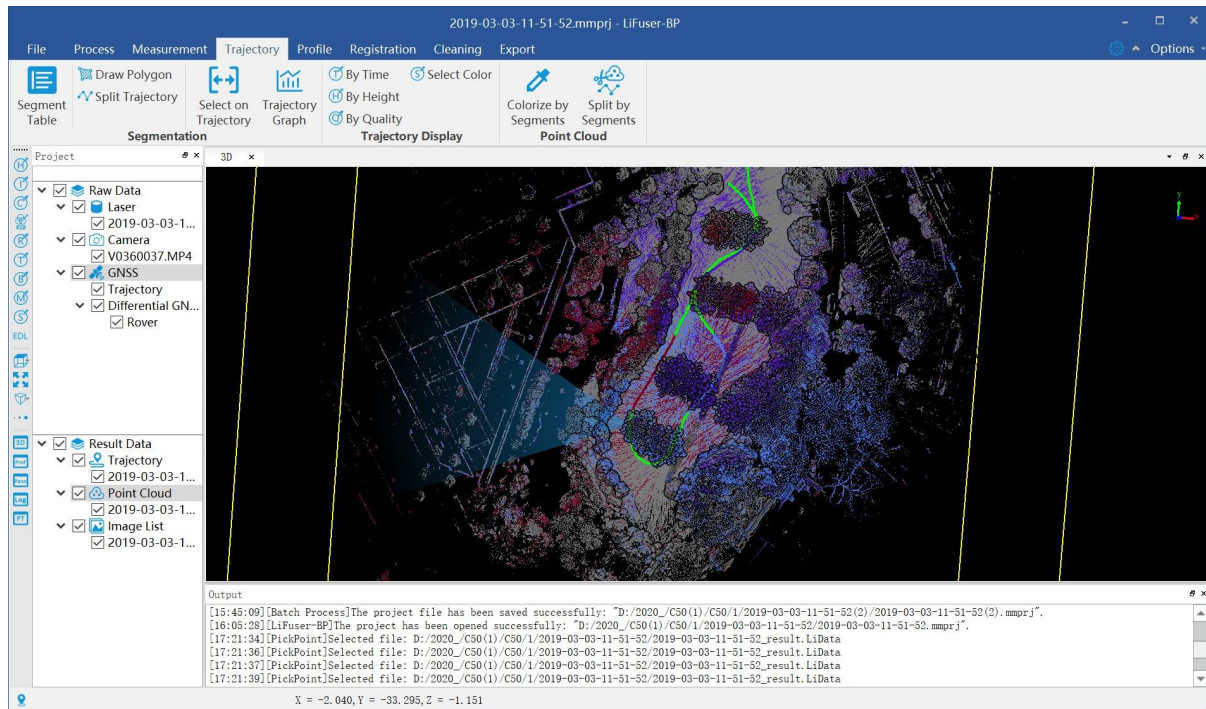 2019-03-03-11-51-52.mmprj - LiFuser-BP
File Process Measurement Trajectory Profile Registration Cleaning Export Options
Segment Table
Draw Polygon
Split Trajectory
Select on Trajectory
Trajectory Graph
Segmentation
By Time
By Height
By Quality
Select Color
Trajectory Display
Colorize by Segments
Split by Segments
Point Cloud
Project
3D
Raw Data
Laser
2019-03-03-1...
Camera
V0360037.MP4
GNSS
Trajectory
Differential GN...
Rover
EDL
Result Data
Trajectory
2019-03-03-1...
Point Cloud
2019-03-03-1...
Image List
2019-03-03-1...
3D
Prof
Log
PT
y
Output
[15:45:09][Batch Process]The project file has been saved successfully: "D:/2020_/C50(1)/C50/1/2019-03-03-11-51-52(2)/2019-03-03-11-51-52(2).mmprj".
[16:05:28][LiFuser-BP]The project has been opened successfully: "D:/2020_/C50(1)/C50/1/2019-03-03-11-51-52/2019-03-03-11-51-52.mmprj".
[17:21:34][PickPoint]Selected file: D:/2020_/C50(1)/C50/1/2019-03-03-11-51-52/2019-03-03-11-51-52_result.LiData
[17:21:36][PickPoint]Selected file: D:/2020_/C50(1)/C50/1/2019-03-03-11-51-52/2019-03-03-11-51-52_result.LiData
[17:21:37][PickPoint]Selected file: D:/2020_/C50(1)/C50/1/2019-03-03-11-51-52/2019-03-03-11-51-52_result.LiData
[17:21:39][PickPoint]Selected file: D:/2020_/C50(1)/C50/1/2019-03-03-11-51-52/2019-03-03-11-51-52_result.LiData
X = -2.040, Y = -33.295, Z = -1.151